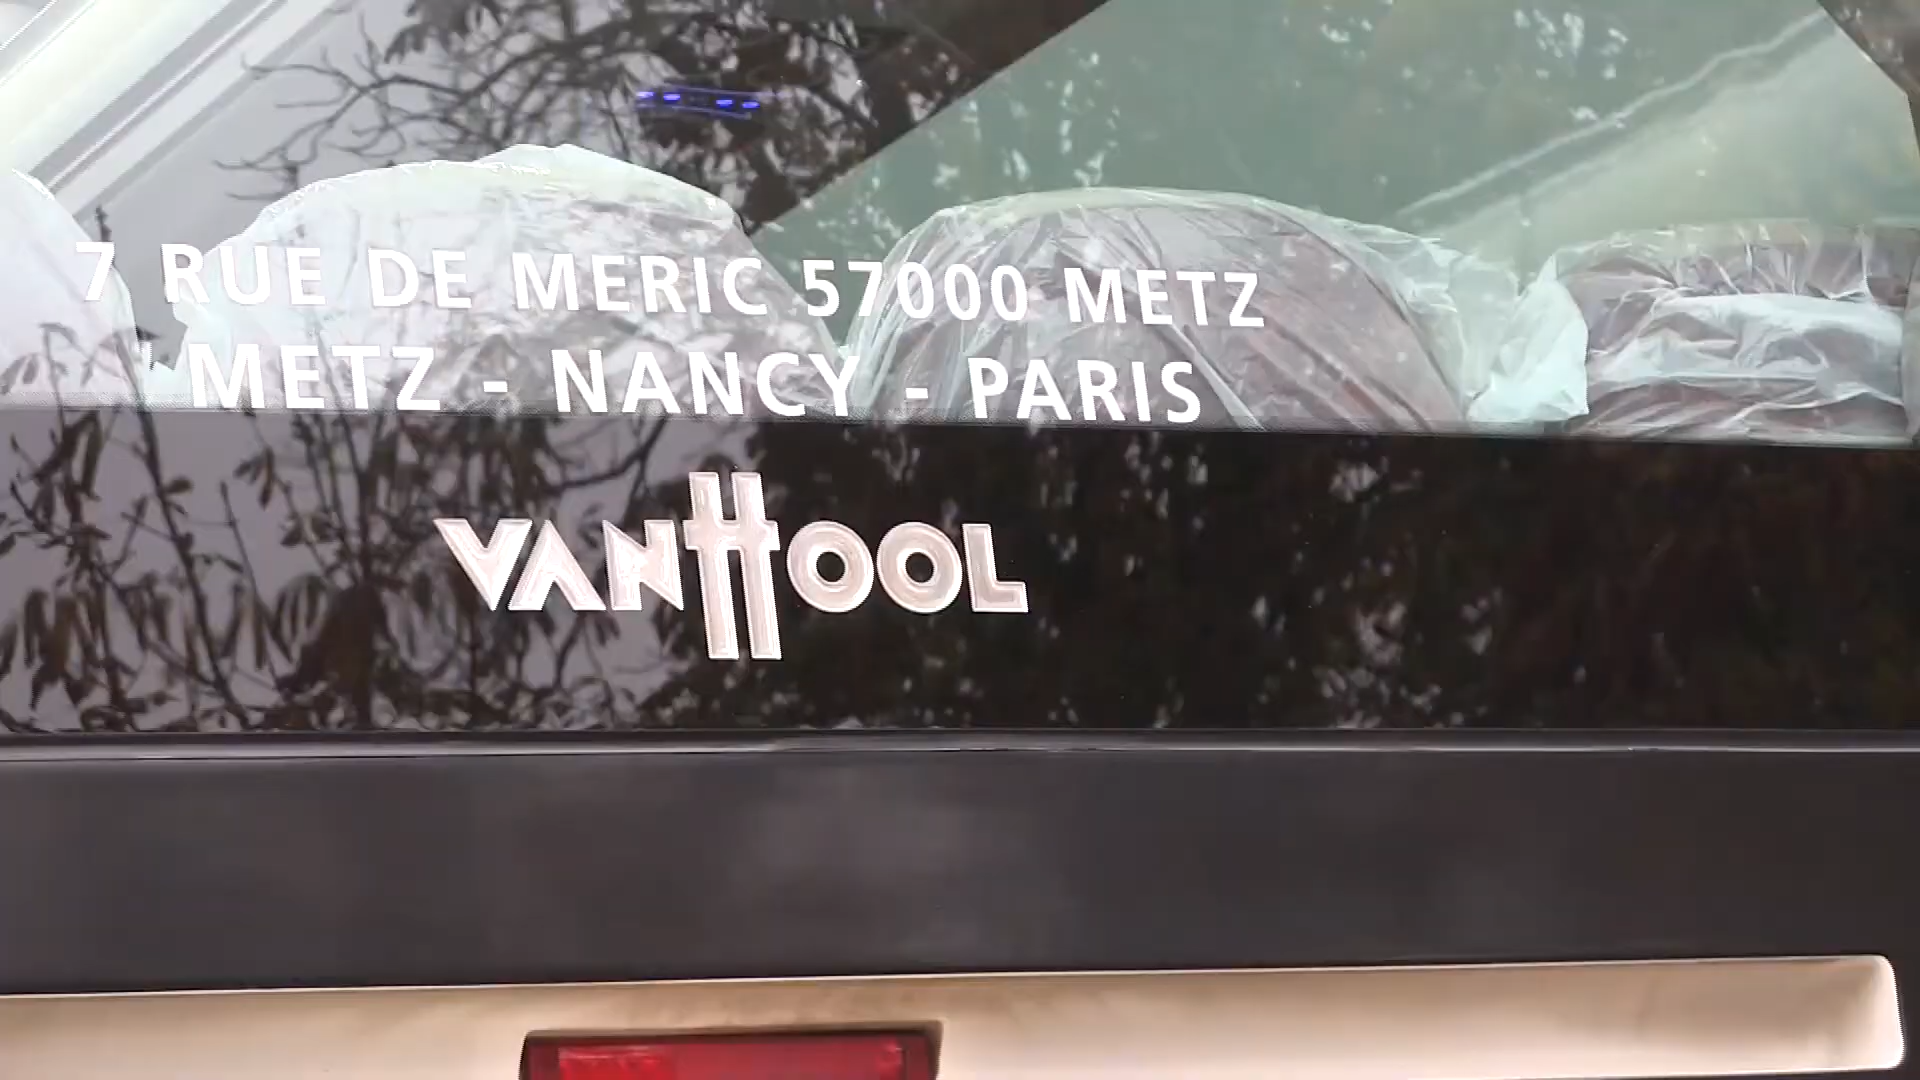 7 RUE DE MERIC 57000 METZ
METZ - NANCY - PARIS
VANHOOL